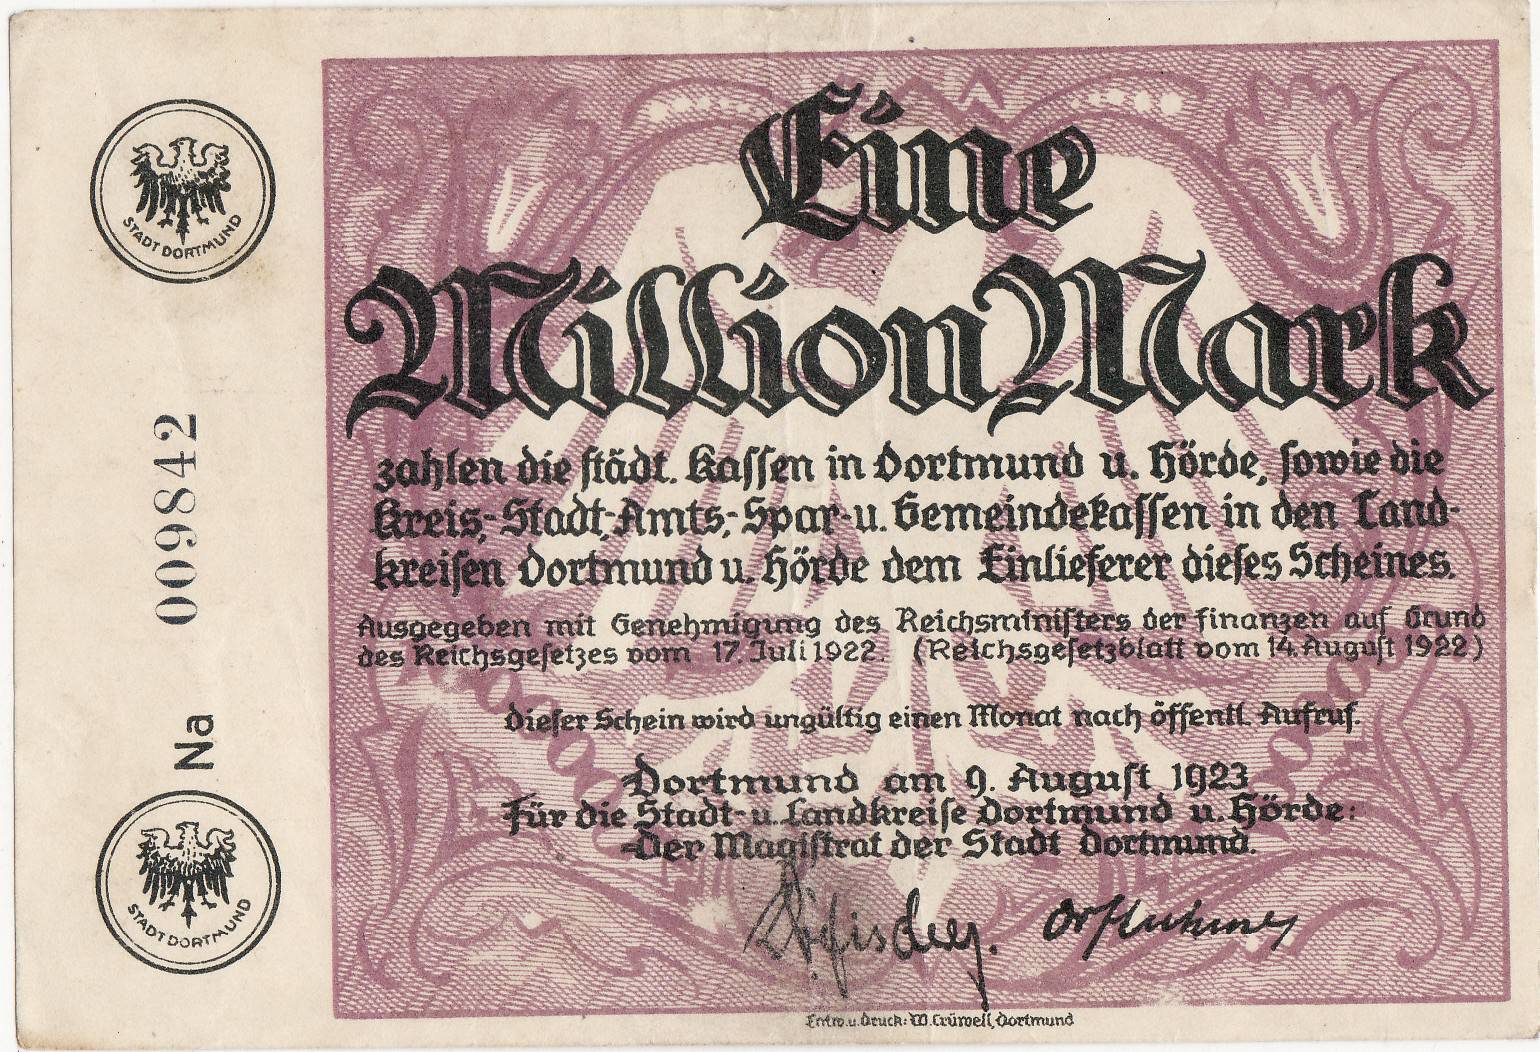 STADT DORTMUND
009842
Na
STADT DORTMUND
Eine
Million Mark
zahlen die städt. Kassen in Dortmund u. Hörde, sowie die
Kreis-, Stadt-, Amts-, Spar- u. Gemeindekassen in den Land-
kreisen Dortmund u. Hörde dem Einlieferer dieses Scheines.
Ausgegeben mit Genehmigung des Reichsministers der Finanzen auf Grund
des Reichsgesetzes vom 17. Juli 1922. (Reichsgesetzblatt vom 14. August 1922)
Dieser Schein wird ungültig einen Monat nach öffentl. Aufruf.
Dortmund am 9. August 1923
Für die Stadt- u. Landkreise Dortmund u. Hörde:
Der Magistrat der Stadt Dortmund.
Entw. u. Druck: W. Crüwell, Dortmund